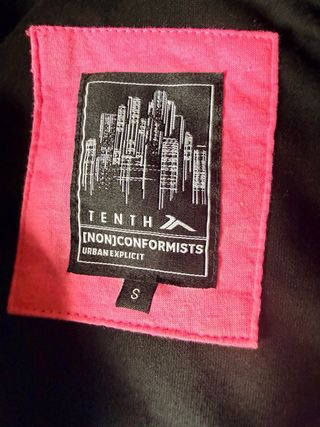 TENTH
[NON]CONFORMISTS
URBAN EXPLICIT
S